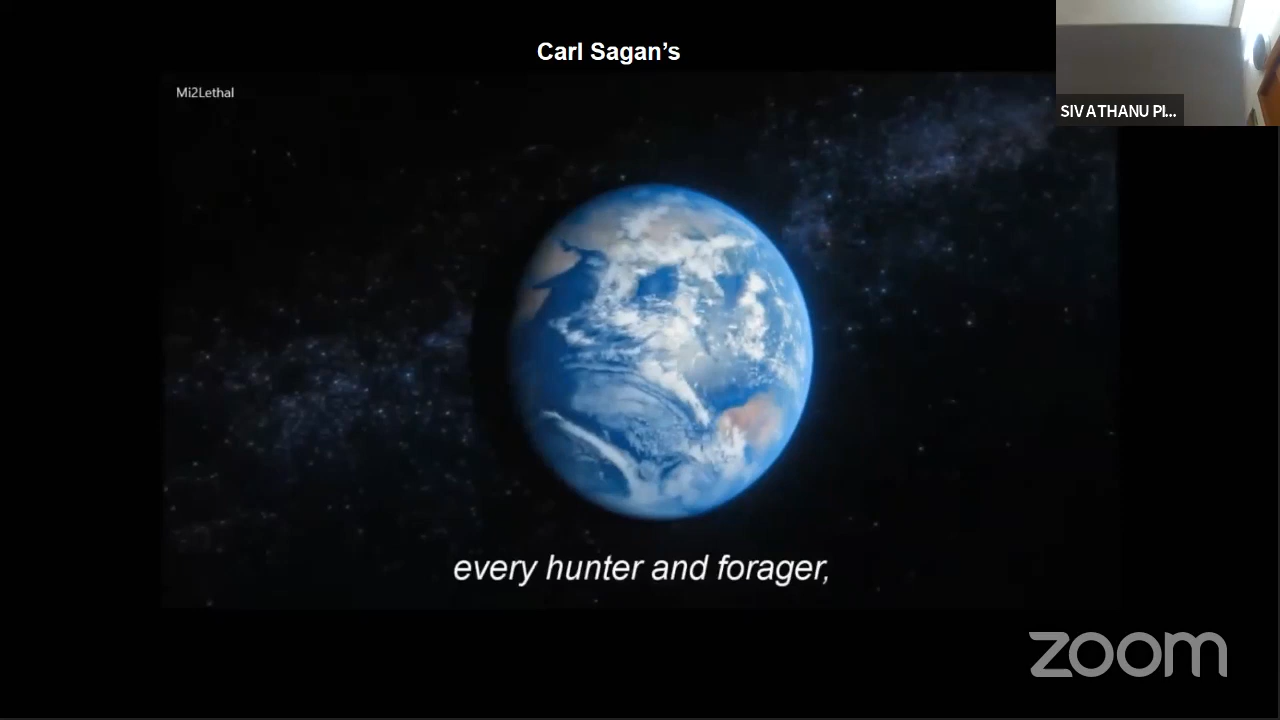 Carl Sagan’s
Mi2Lethal
SIVATHANU PI...
every hunter and forager,
zoom